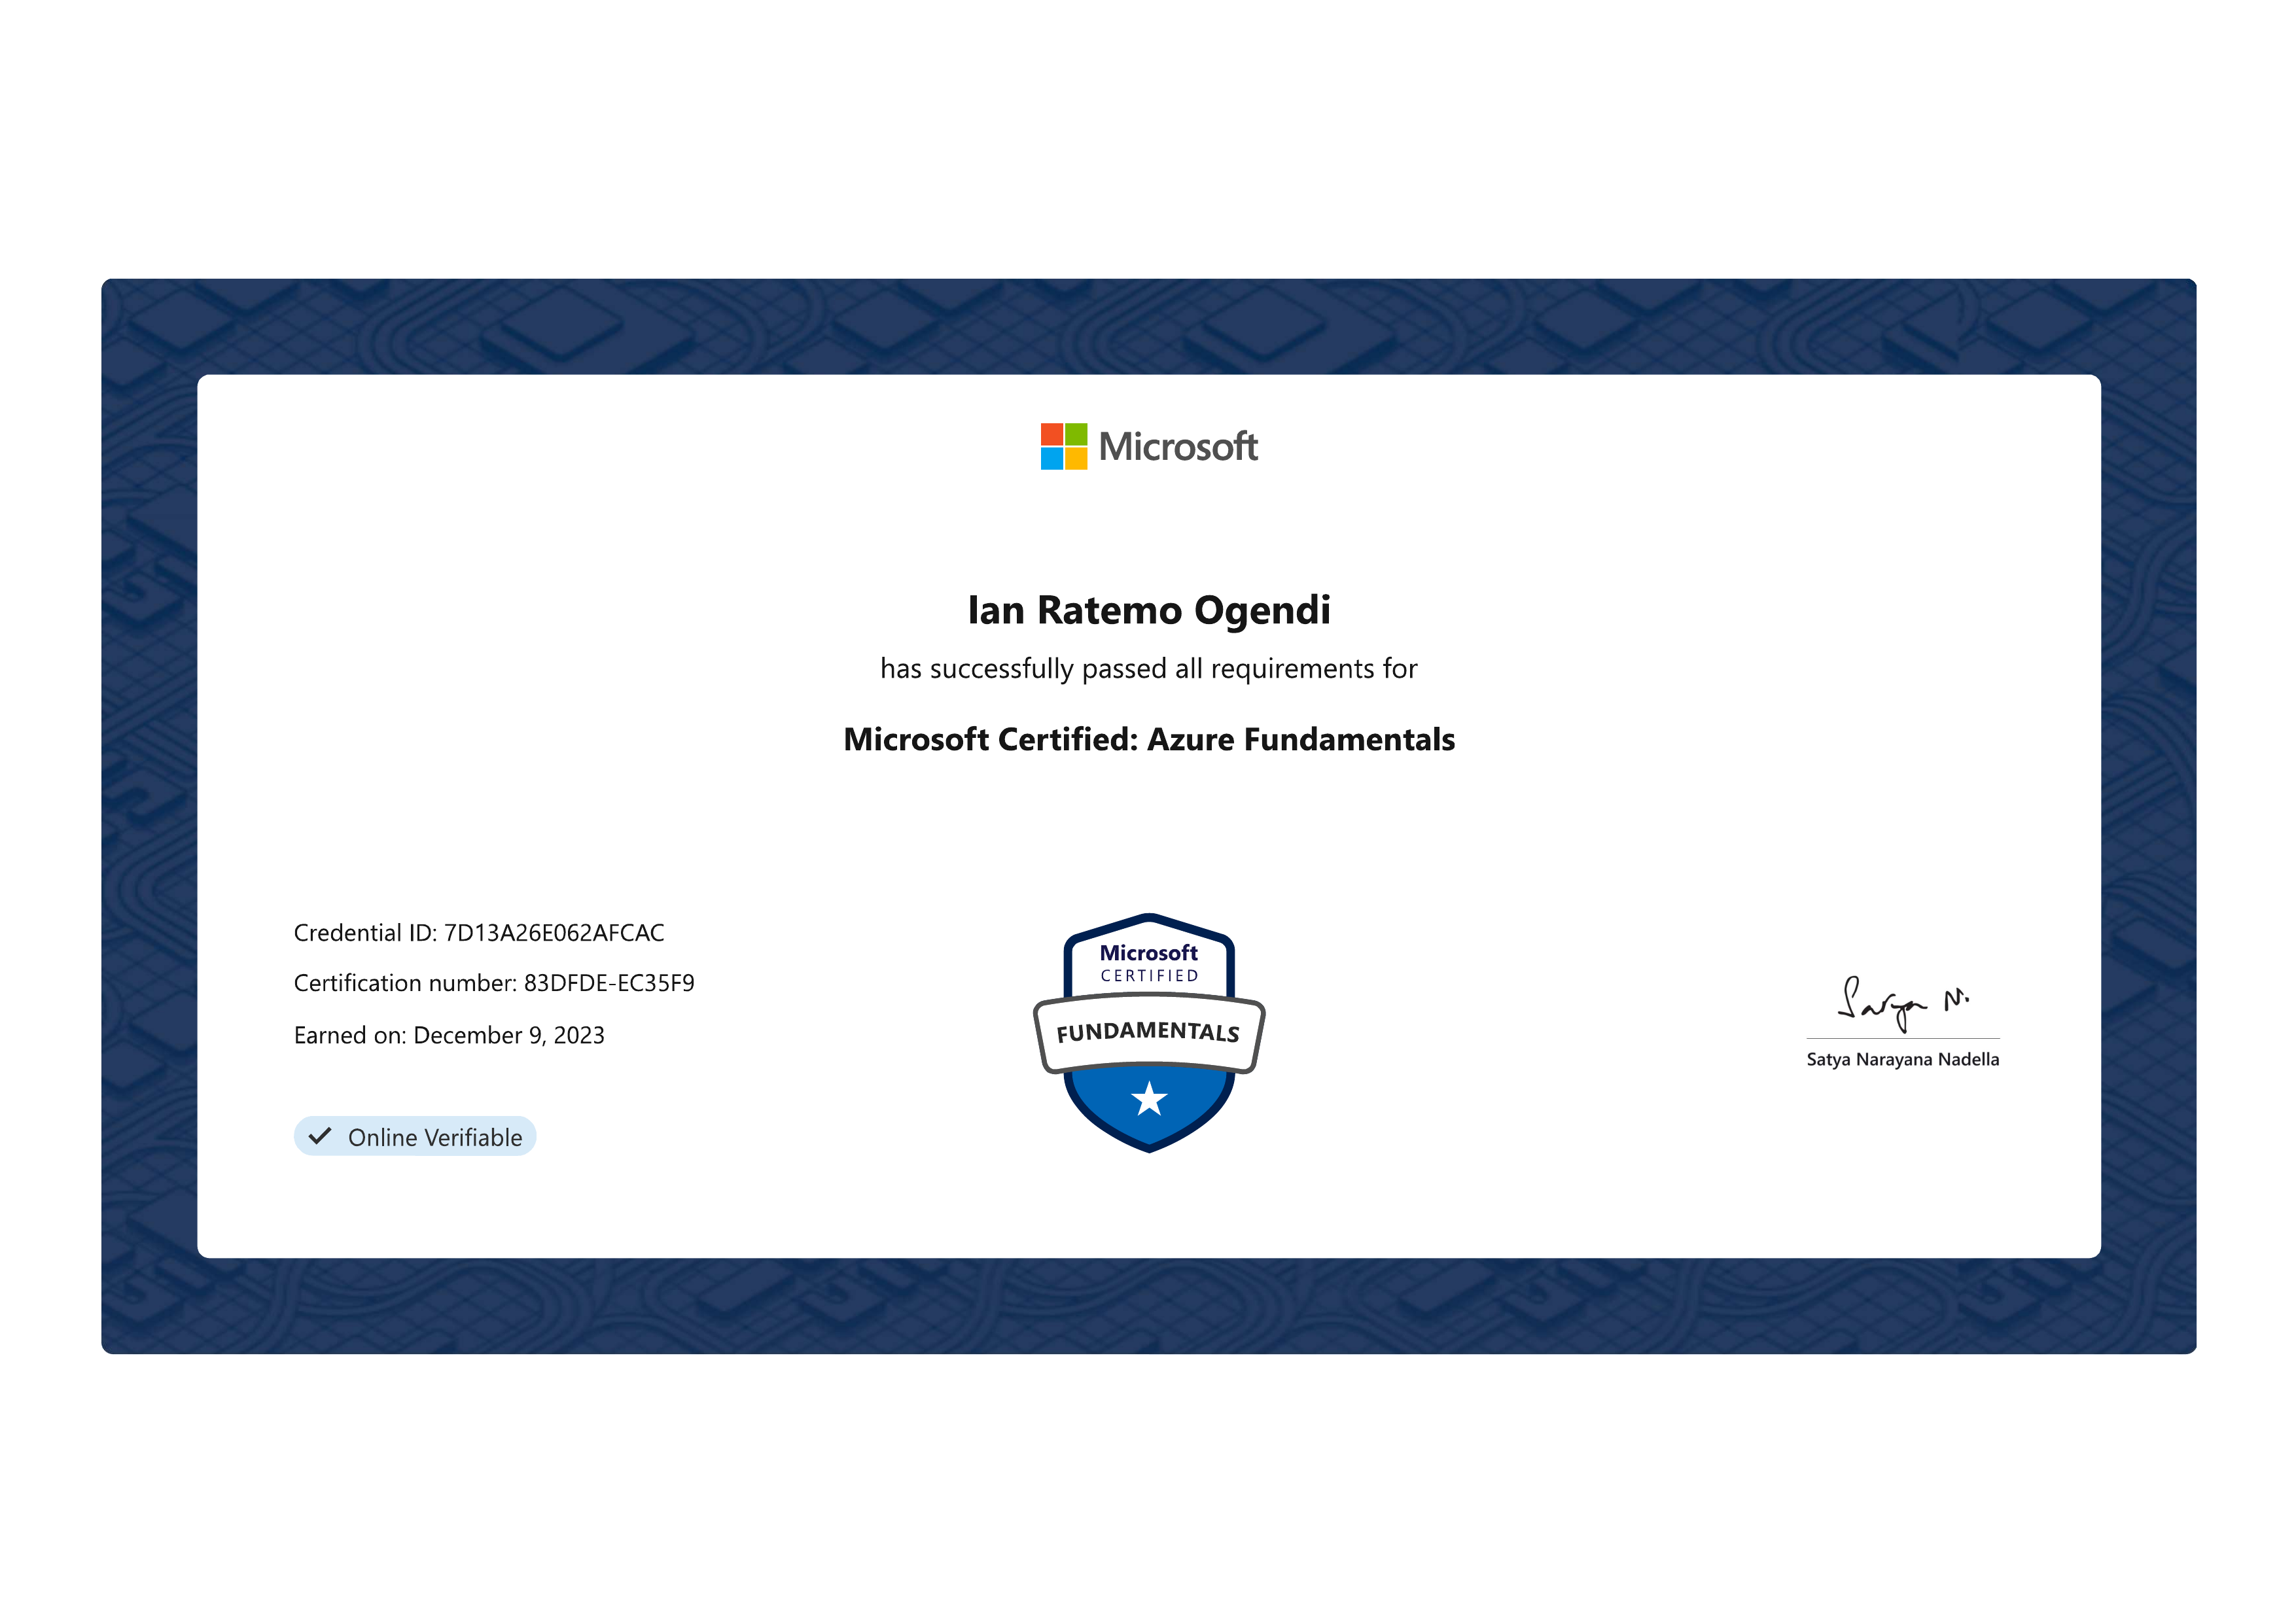 Microsoft
Ian Ratemo Ogendi
has successfully passed all requirements for
Microsoft Certified: Azure Fundamentals
Credential ID: 7D13A26E062AFCAC
Certification number: 83DFDE-EC35F9
Earned on: December 9, 2023
Online Verifiable
Microsoft
CERTIFIED
FUNDAMENTALS
Satya N.
Satya Narayana Nadella